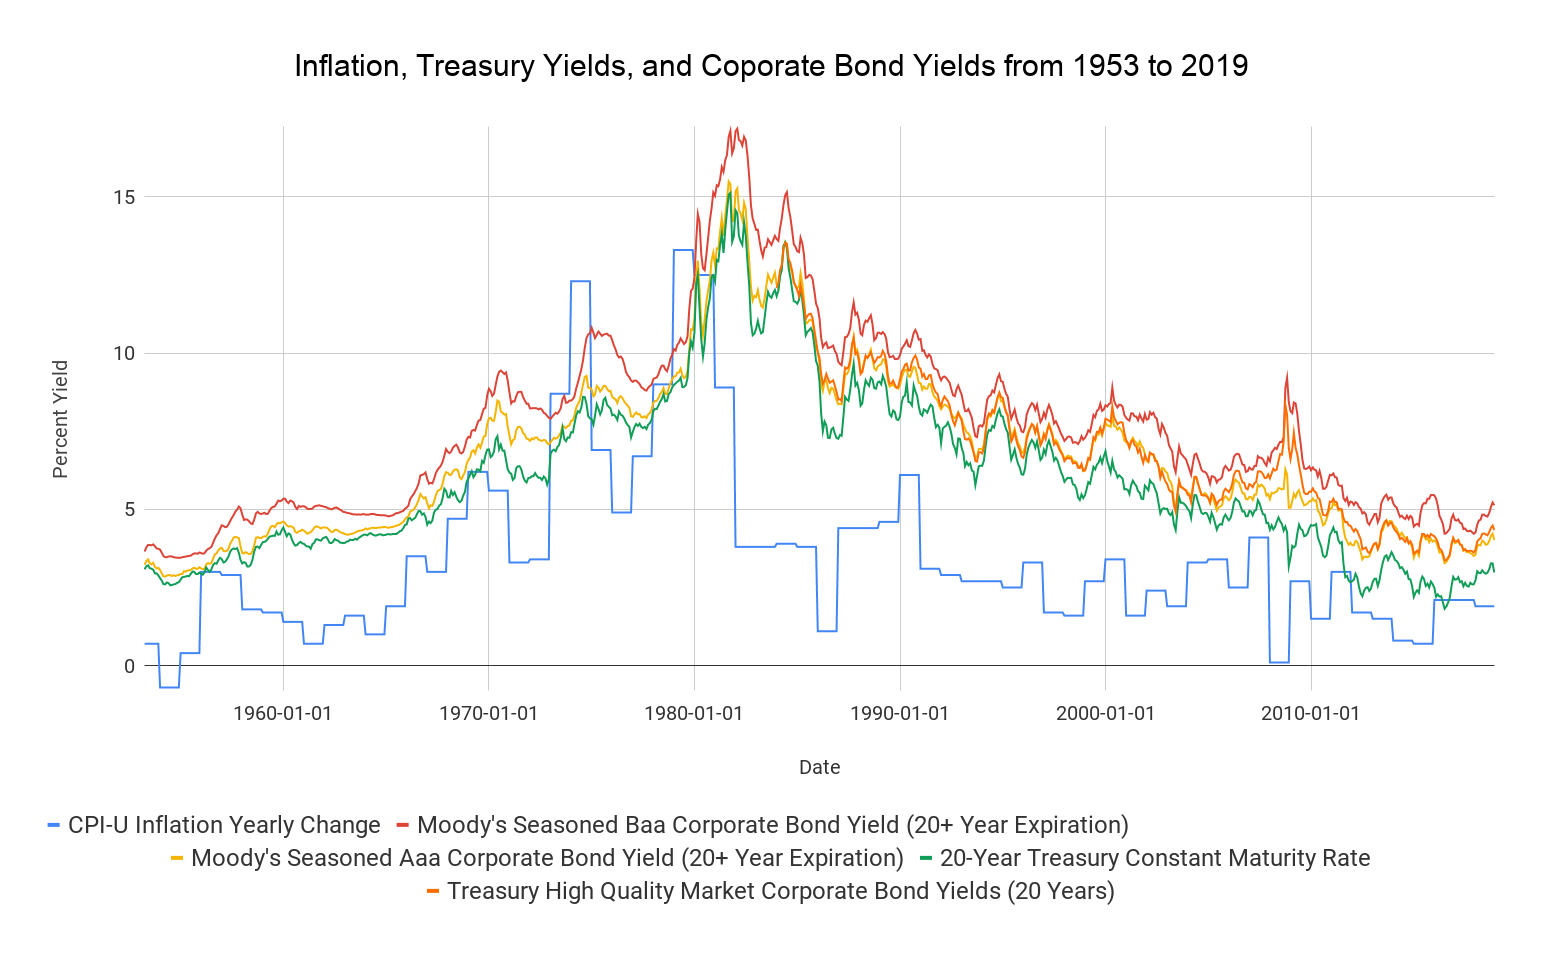 Inflation, Treasury Yields, and Coporate Bond Yields from 1953 to 2019
Percent Yield
15
10
5
0
1960-01-01 1970-01-01 1980-01-01 1990-01-01 2000-01-01 2010-01-01
Date
CPI-U Inflation Yearly Change Moody's Seasoned Baa Corporate Bond Yield (20+ Year Expiration)
Moody's Seasoned Aaa Corporate Bond Yield (20+ Year Expiration) 20-Year Treasury Constant Maturity Rate
Treasury High Quality Market Corporate Bond Yields (20 Years)